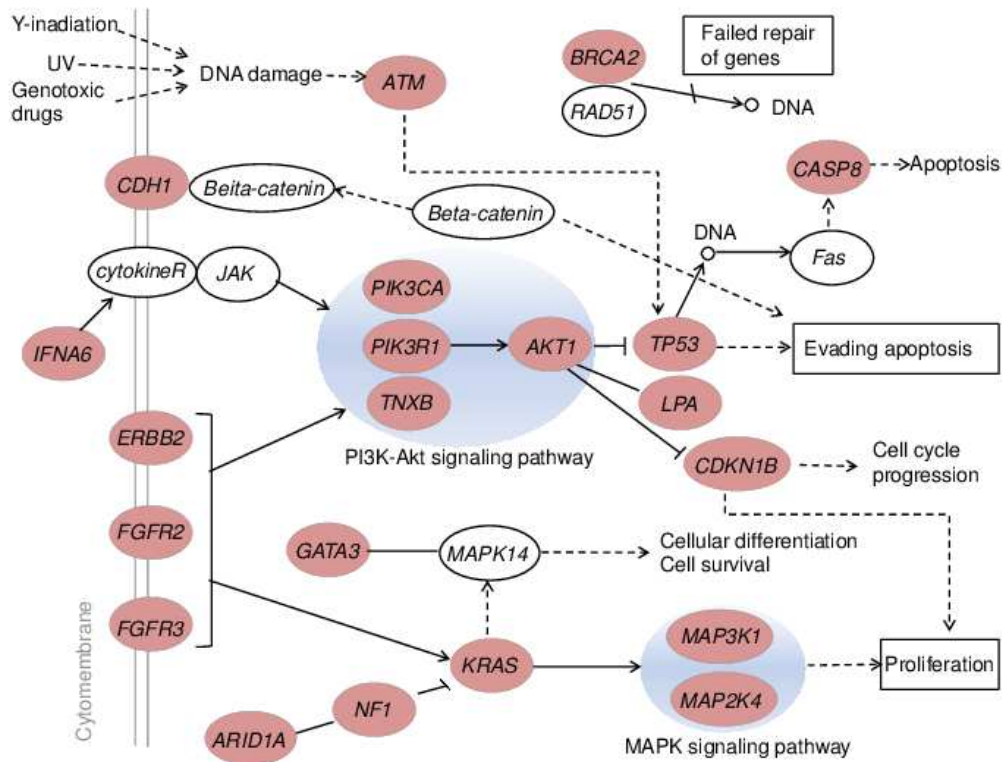 Y-inadiation
UV
Genotoxic
drugs
DNA damage
ATM
BRCA2
RAD51
Failed repair
of genes
DNA
CDH1
Beita-catenin
Beta-catenin
CASP8
Apoptosis
DNA
Fas
cytokineR
JAK
IFNA6
PIK3CA
PIK3R1
TNXB
AKT1
TP53
LPA
Evading apoptosis
PI3K-Akt signaling pathway
CDKN1B
Cell cycle
progression
ERBB2
FGFR2
FGFR3
GATA3
MAPK14
Cellular differentiation
Cell survival
KRAS
NF1
ARID1A
MAP3K1
MAP2K4
MAPK signaling pathway
Proliferation
Cytomembrane